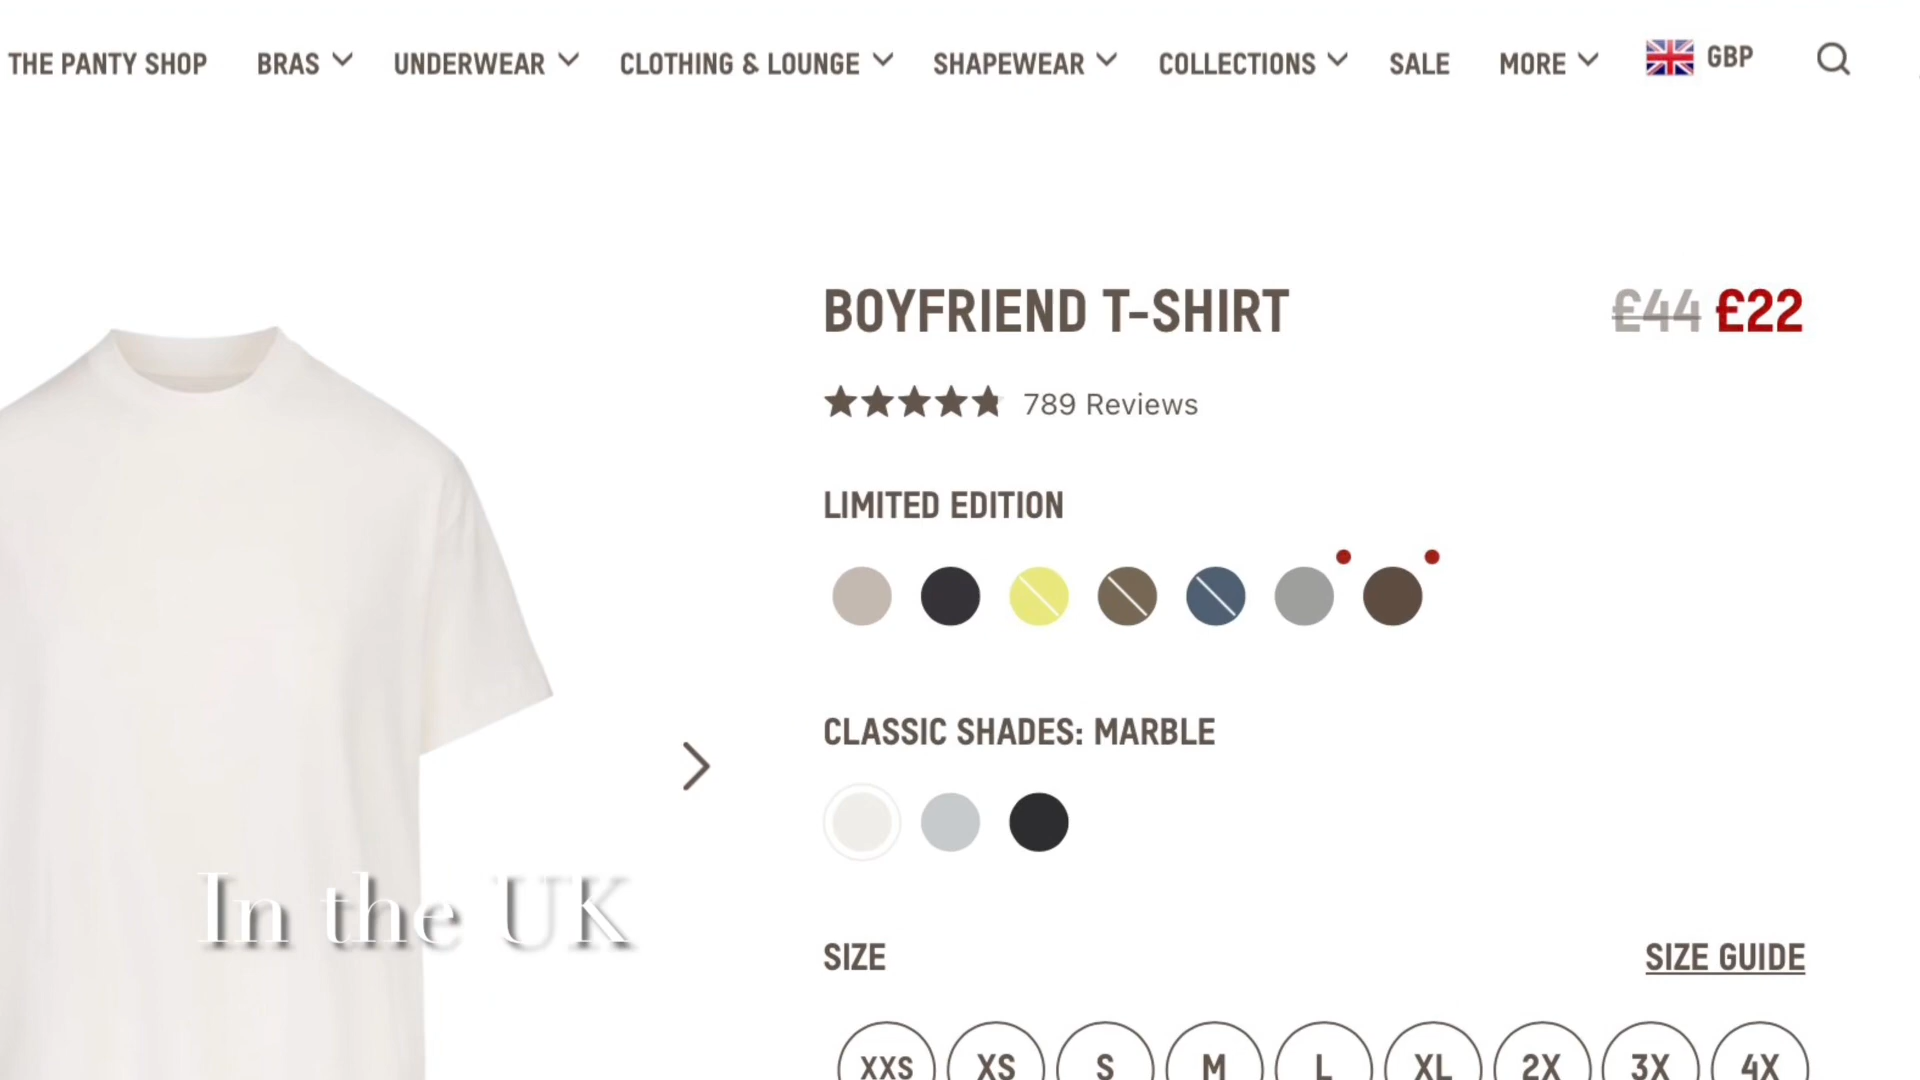 THE PANTY SHOP BRAS UNDERWEAR CLOTHING & LOUNGE SHAPEWEAR COLLECTIONS SALE MORE GBP
BOYFRIEND T-SHIRT £44 £22
789 Reviews
LIMITED EDITION
CLASSIC SHADES: MARBLE
In the UK
SIZE SIZE GUIDE
XXS XS S M L XL 2X 3X 4X